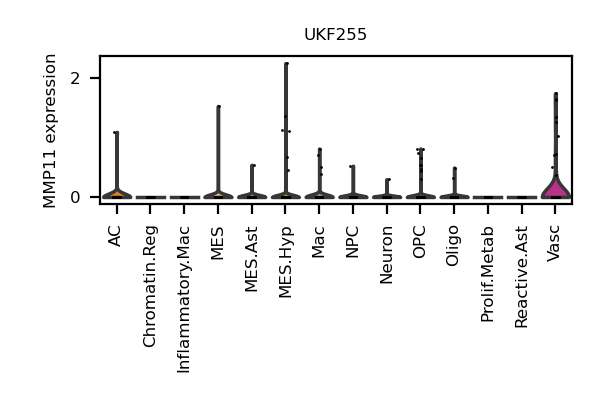 UKF255
MMP11 expression
2
0
AC
Chromatin.Reg
Inflammatory.Mac
MES
MES.Ast
MES.Hyp
Mac
NPC
Neuron
OPC
Oligo
Prolif.Metab
Reactive.Ast
Vasc